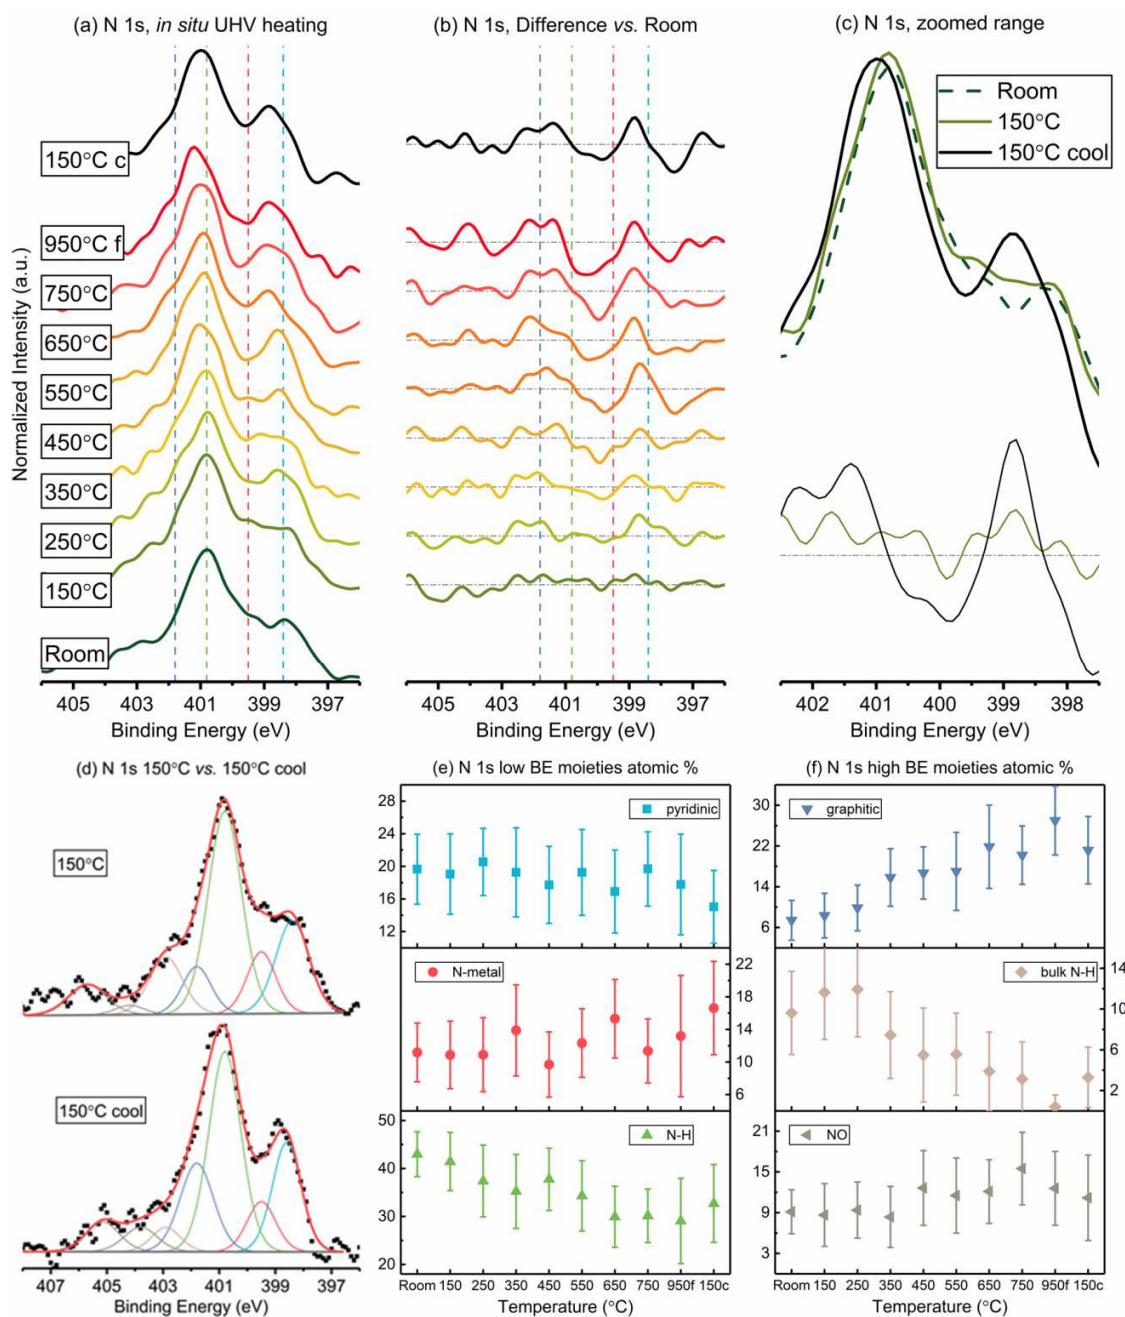 (a) N 1s, in situ UHV heating
(b) N 1s, Difference vs. Room
(c) N 1s, zoomed range
Normalized Intensity (a.u.)
150°C c
950°C f
750°C
650°C
550°C
450°C
350°C
250°C
150°C
Room
405 403 401 399 397
Binding Energy (eV)
405 403 401 399 397
Binding Energy (eV)
Room
150°C
150°C cool
402 401 400 399 398
Binding Energy (eV)
(d) N 1s 150°C vs. 150°C cool
150°C
150°C cool
407 405 403 401 399 397
Binding Energy (eV)
(e) N 1s low BE moieties atomic %
28
24
20
16
12
pyridinic
N-metal
22
18
14
10
6
50
40
30
20
N-H
Room 150 250 350 450 550 650 750 950f 150c
Temperature (°C)
(f) N 1s high BE moieties atomic %
30
22
14
6
graphitic
bulk N-H
14
10
6
2
21
15
9
3
NO
Room 150 250 350 450 550 650 750 950f 150c
Temperature (°C)